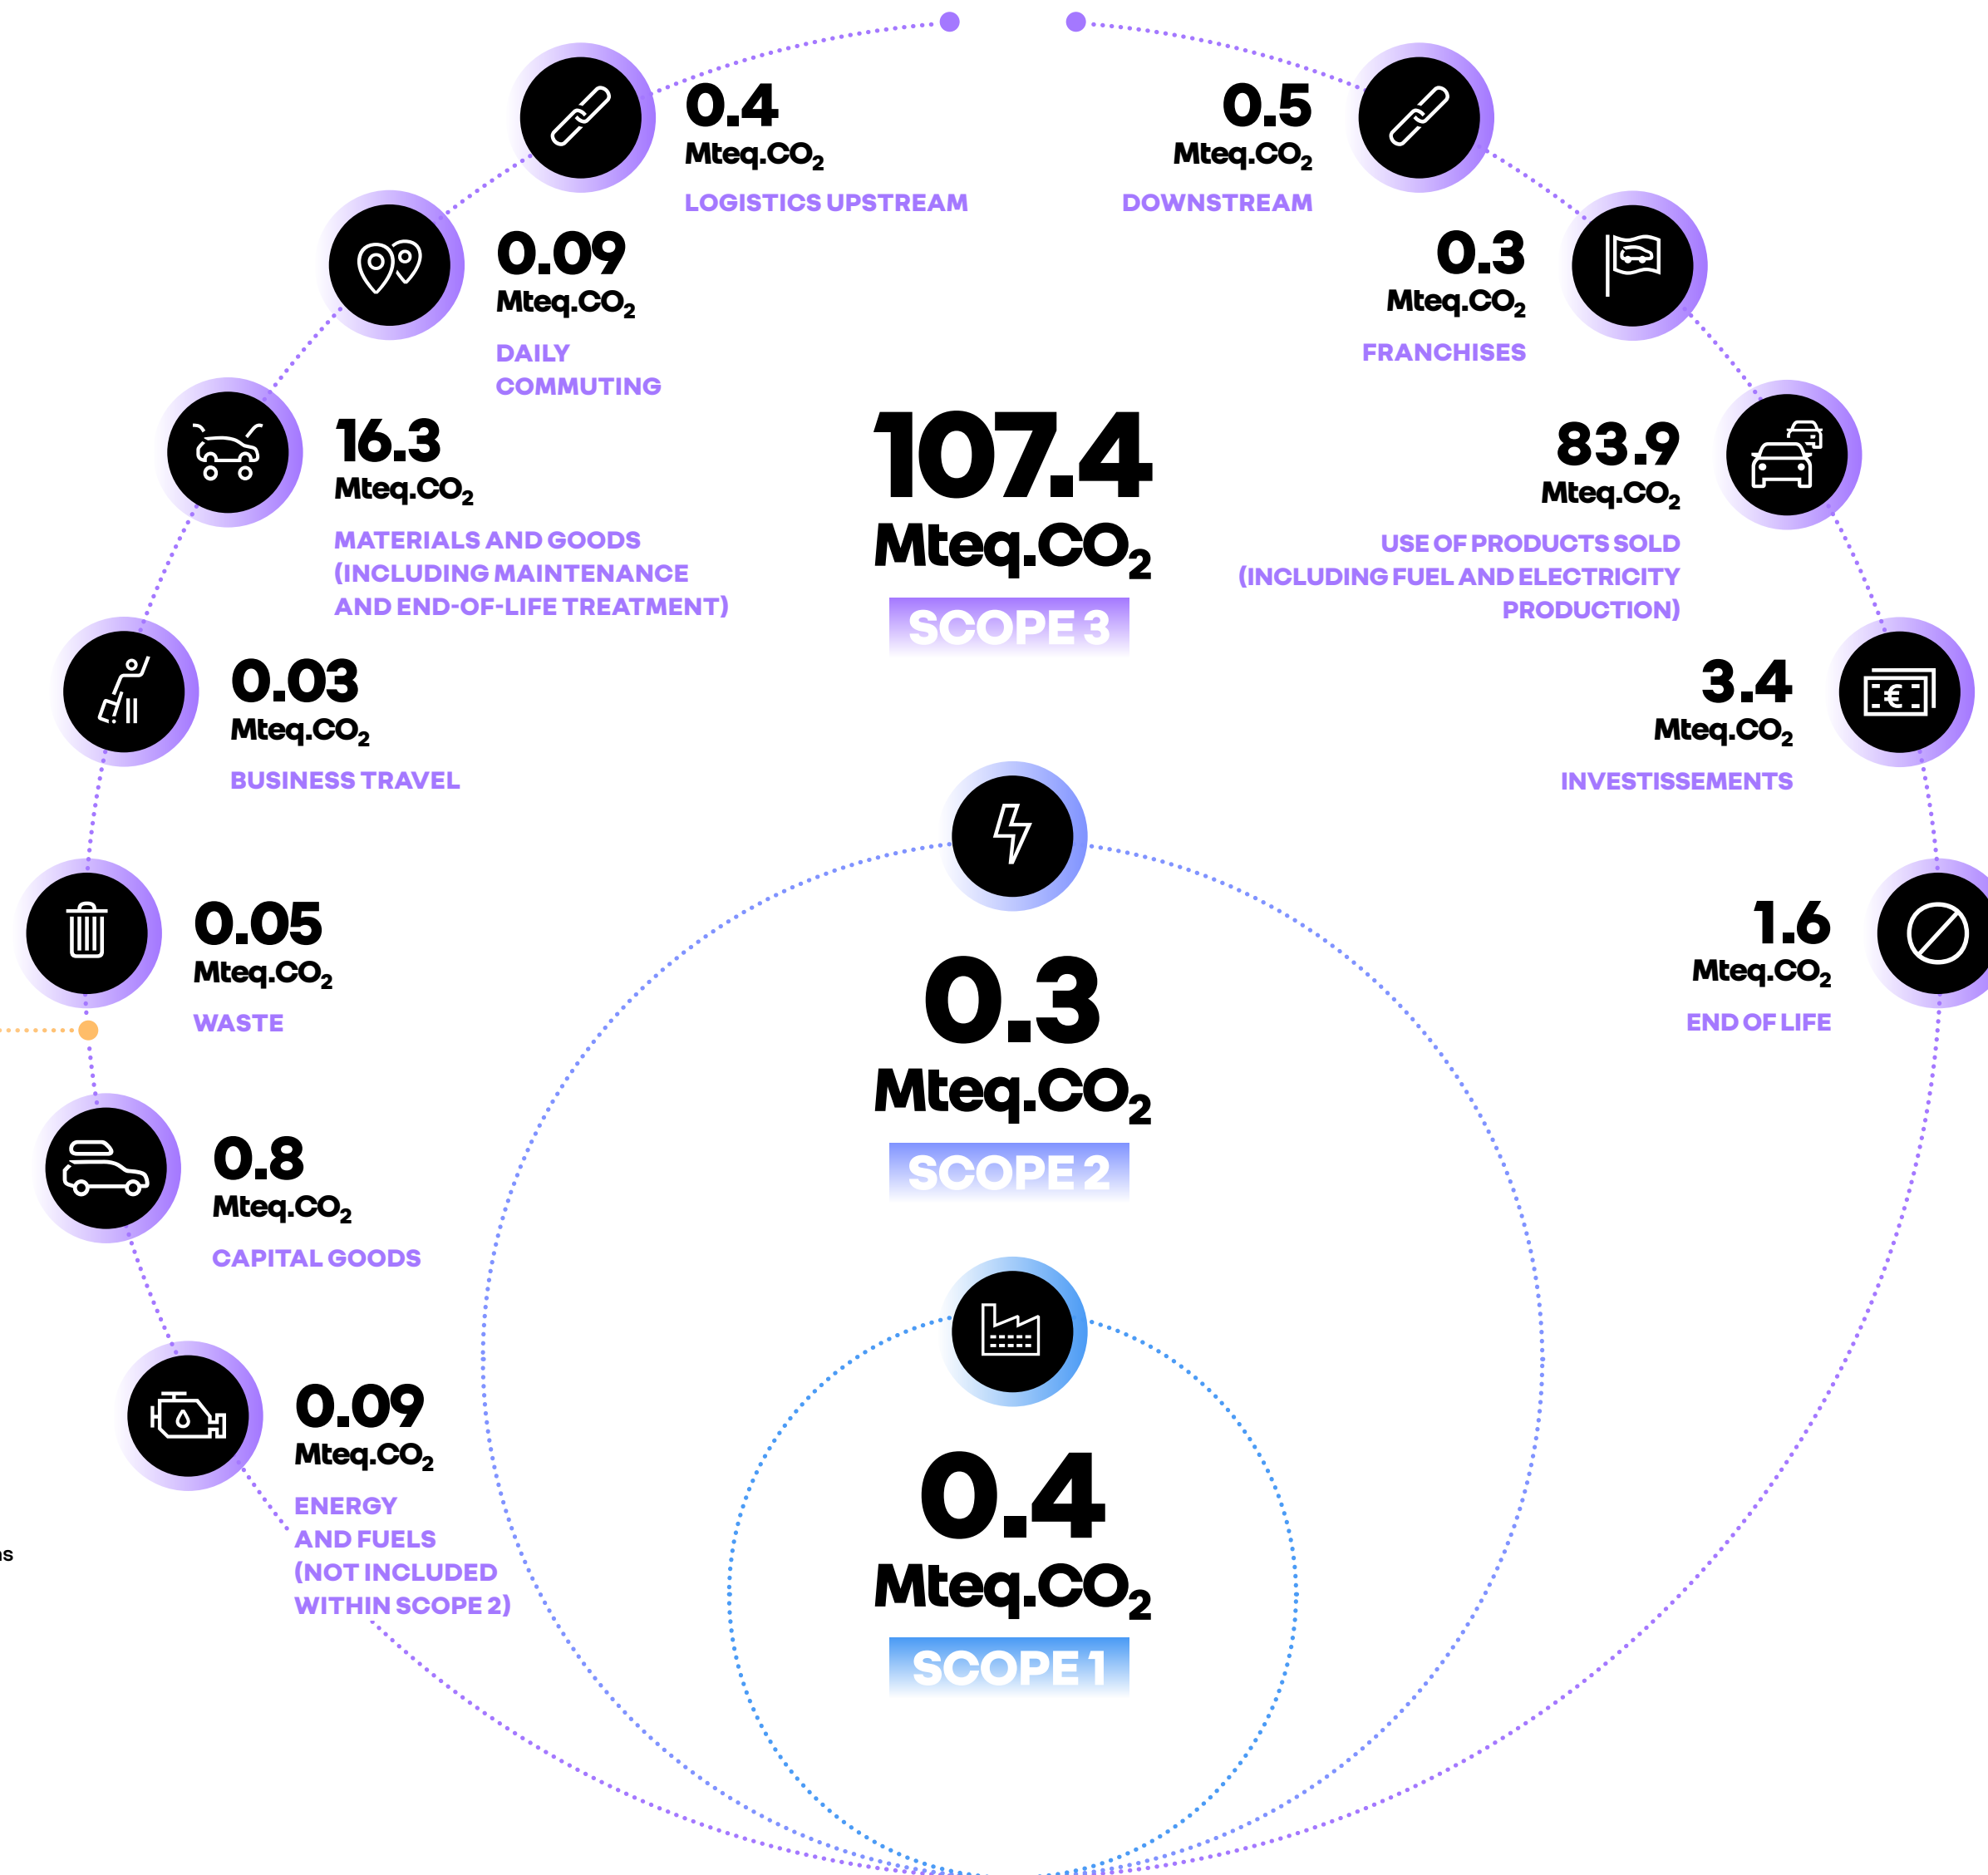 0.4
Mteq.CO₂
LOGISTICS UPSTREAM
0.5
Mteq.CO₂
DOWNSTREAM
0.09
Mteq.CO₂
DAILY
COMMUTING
0.3
Mteq.CO₂
FRANCHISES
16.3
Mteq.CO₂
MATERIALS AND GOODS
(INCLUDING MAINTENANCE
AND END-OF-LIFE TREATMENT)
107.4
Mteq.CO₂
SCOPE 3
83.9
Mteq.CO₂
USE OF PRODUCTS SOLD
(INCLUDING FUEL AND ELECTRICITY
PRODUCTION)
0.03
Mteq.CO₂
BUSINESS TRAVEL
3.4
Mteq.CO₂
INVESTISSEMENTS
€
0.05
Mteq.CO₂
WASTE
0.3
Mteq.CO₂
SCOPE 2
1.6
Mteq.CO₂
END OF LIFE
0.8
Mteq.CO₂
CAPITAL GOODS
0.09
Mteq.CO₂
ENERGY
AND FUELS
(NOT INCLUDED
WITHIN SCOPE 2)
0.4
Mteq.CO₂
SCOPE 1